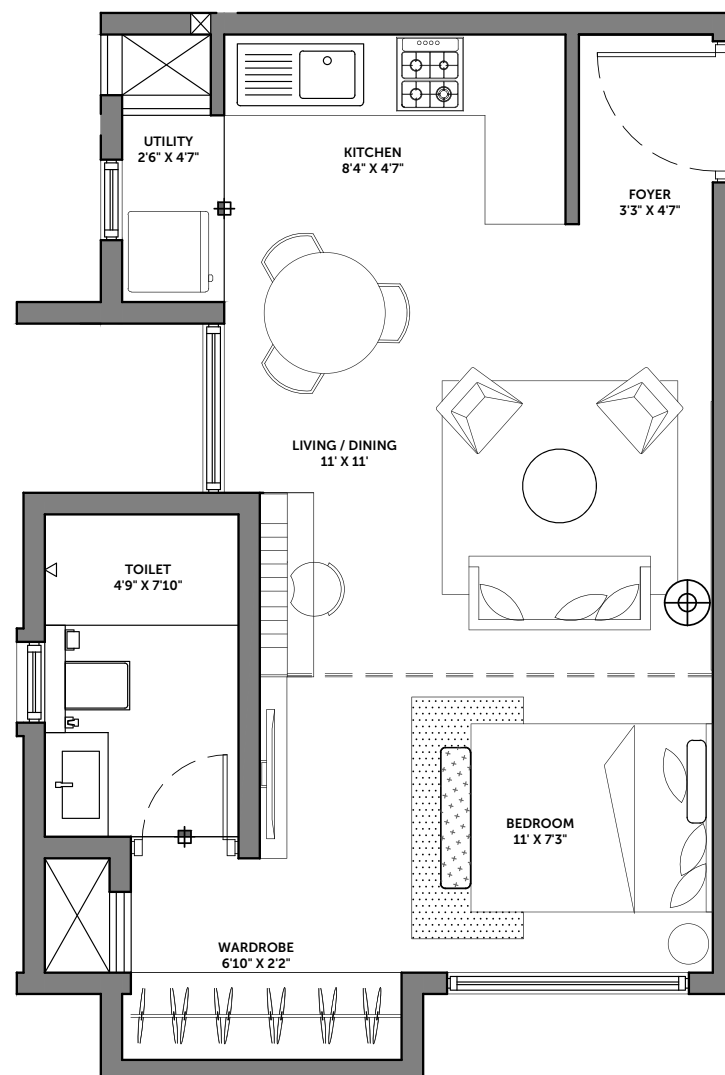 UTILITY
2'6" X 4'7"
KITCHEN
8'4" X 4'7"
FOYER
3'3" X 4'7"
LIVING / DINING
11' X 11'
TOILET
4'9" X 7'10"
BEDROOM
11' X 7'3"
WARDROBE
6'10" X 2'2"